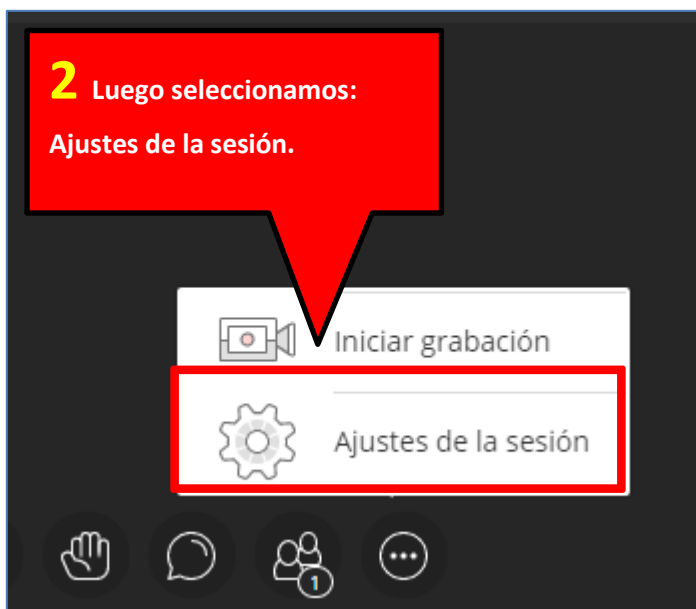 2 Luego seleccionamos:
Ajustes de la sesión.
Iniciar grabación
Ajustes de la sesión
1